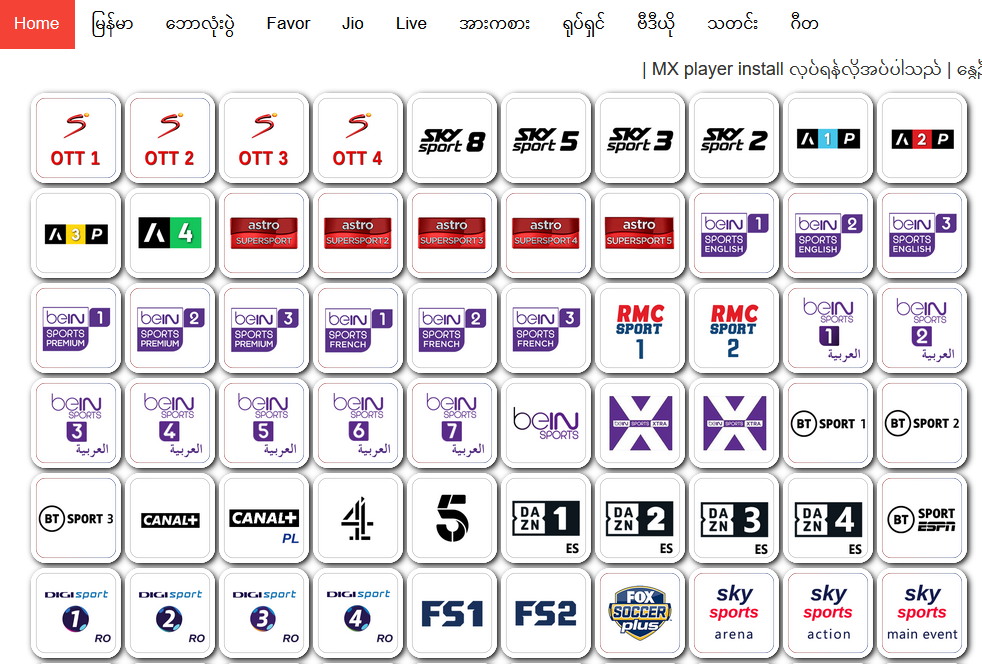 Home မြန်မာ ဘောလုံးပွဲ Favor Jio Live အားကစား ရုပ်ရှင် ဗီဒီယို သတင်း ဂီတ
| MX player install လုပ်ရန်လိုအပ်ပါသည် |
OTT 1 OTT 2 OTT 3 OTT 4 sky sport 8 sky sport 5 sky sport 3 sky sport 2 A 1 P A 2 P
A 3 P A 4 astro SUPERSPORT astro SUPERSPORT 2 astro SUPERSPORT 3 astro SUPERSPORT 4 astro SUPERSPORT 5 beIN 1 SPORTS ENGLISH beIN 2 SPORTS ENGLISH beIN 3 SPORTS ENGLISH
beIN 1 SPORTS PREMIUM beIN 2 SPORTS PREMIUM beIN 3 SPORTS PREMIUM beIN 1 SPORTS FRENCH beIN 2 SPORTS FRENCH beIN 3 SPORTS FRENCH RMC SPORT 1 RMC SPORT 2 beIN SPORTS 1 العربية beIN SPORTS 2 العربية
beIN SPORTS 3 العربية beIN SPORTS 4 العربية beIN SPORTS 5 العربية beIN SPORTS 6 العربية beIN SPORTS 7 العربية beIN SPORTS beIN SPORTS XTRA beIN SPORTS XTRA BT SPORT 1 BT SPORT 2
BT SPORT 3 CANAL+ CANAL+ PL 4 5 DAZN 1 ES DAZN 2 ES DAZN 3 ES DAZN 4 ES BT SPORT ESPN
DIGI sport 1 RO DIGI sport 2 RO DIGI sport 3 RO DIGI sport 4 RO FS1 FS2 FOX SOCCER plus sky sports arena sky sports action sky sports main event